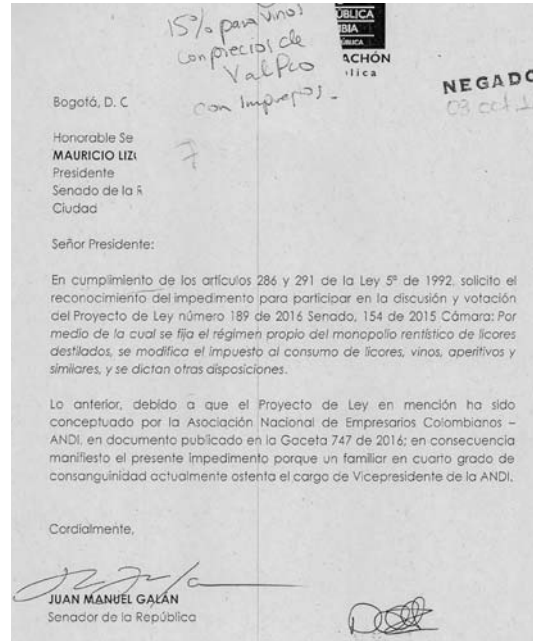 15% para vinos
con precios de
Val Pco
con impuestos.
ÚBLICA
BIA
ÚBLICA
ACHÓN
NEGADO
03 oct
7
Bogotá, D. C
Honorable Se
MAURICIO LIZ
Presidente
Senado de la R
Ciudad
Señor Presidente:
En cumplimiento de los artículos 286 y 291 de la Ley 5ª de 1992, solicito el
reconocimiento del impedimento para participar en la discusión y votación
del Proyecto de Ley número 189 de 2016 Senado, 154 de 2015 Cámara: Por
medio de la cual se fija el régimen propio del monopolio rentístico de licores
destilados, se modifica el impuesto al consumo de licores, vinos, aperitivos y
similares, y se dictan otras disposiciones.
Lo anterior, debido a que el Proyecto de Ley en mención ha sido
conceptuado por la Asociación Nacional de Empresarios Colombianos –
ANDI, en documento publicado en la Gaceta 747 de 2016; en consecuencia
manifiesto el presente impedimento porque un familiar en cuarto grado de
consanguinidad actualmente ostenta el cargo de Vicepresidente de la ANDI.
Cordialmente,
JUAN MANUEL GALÁN
Senador de la República